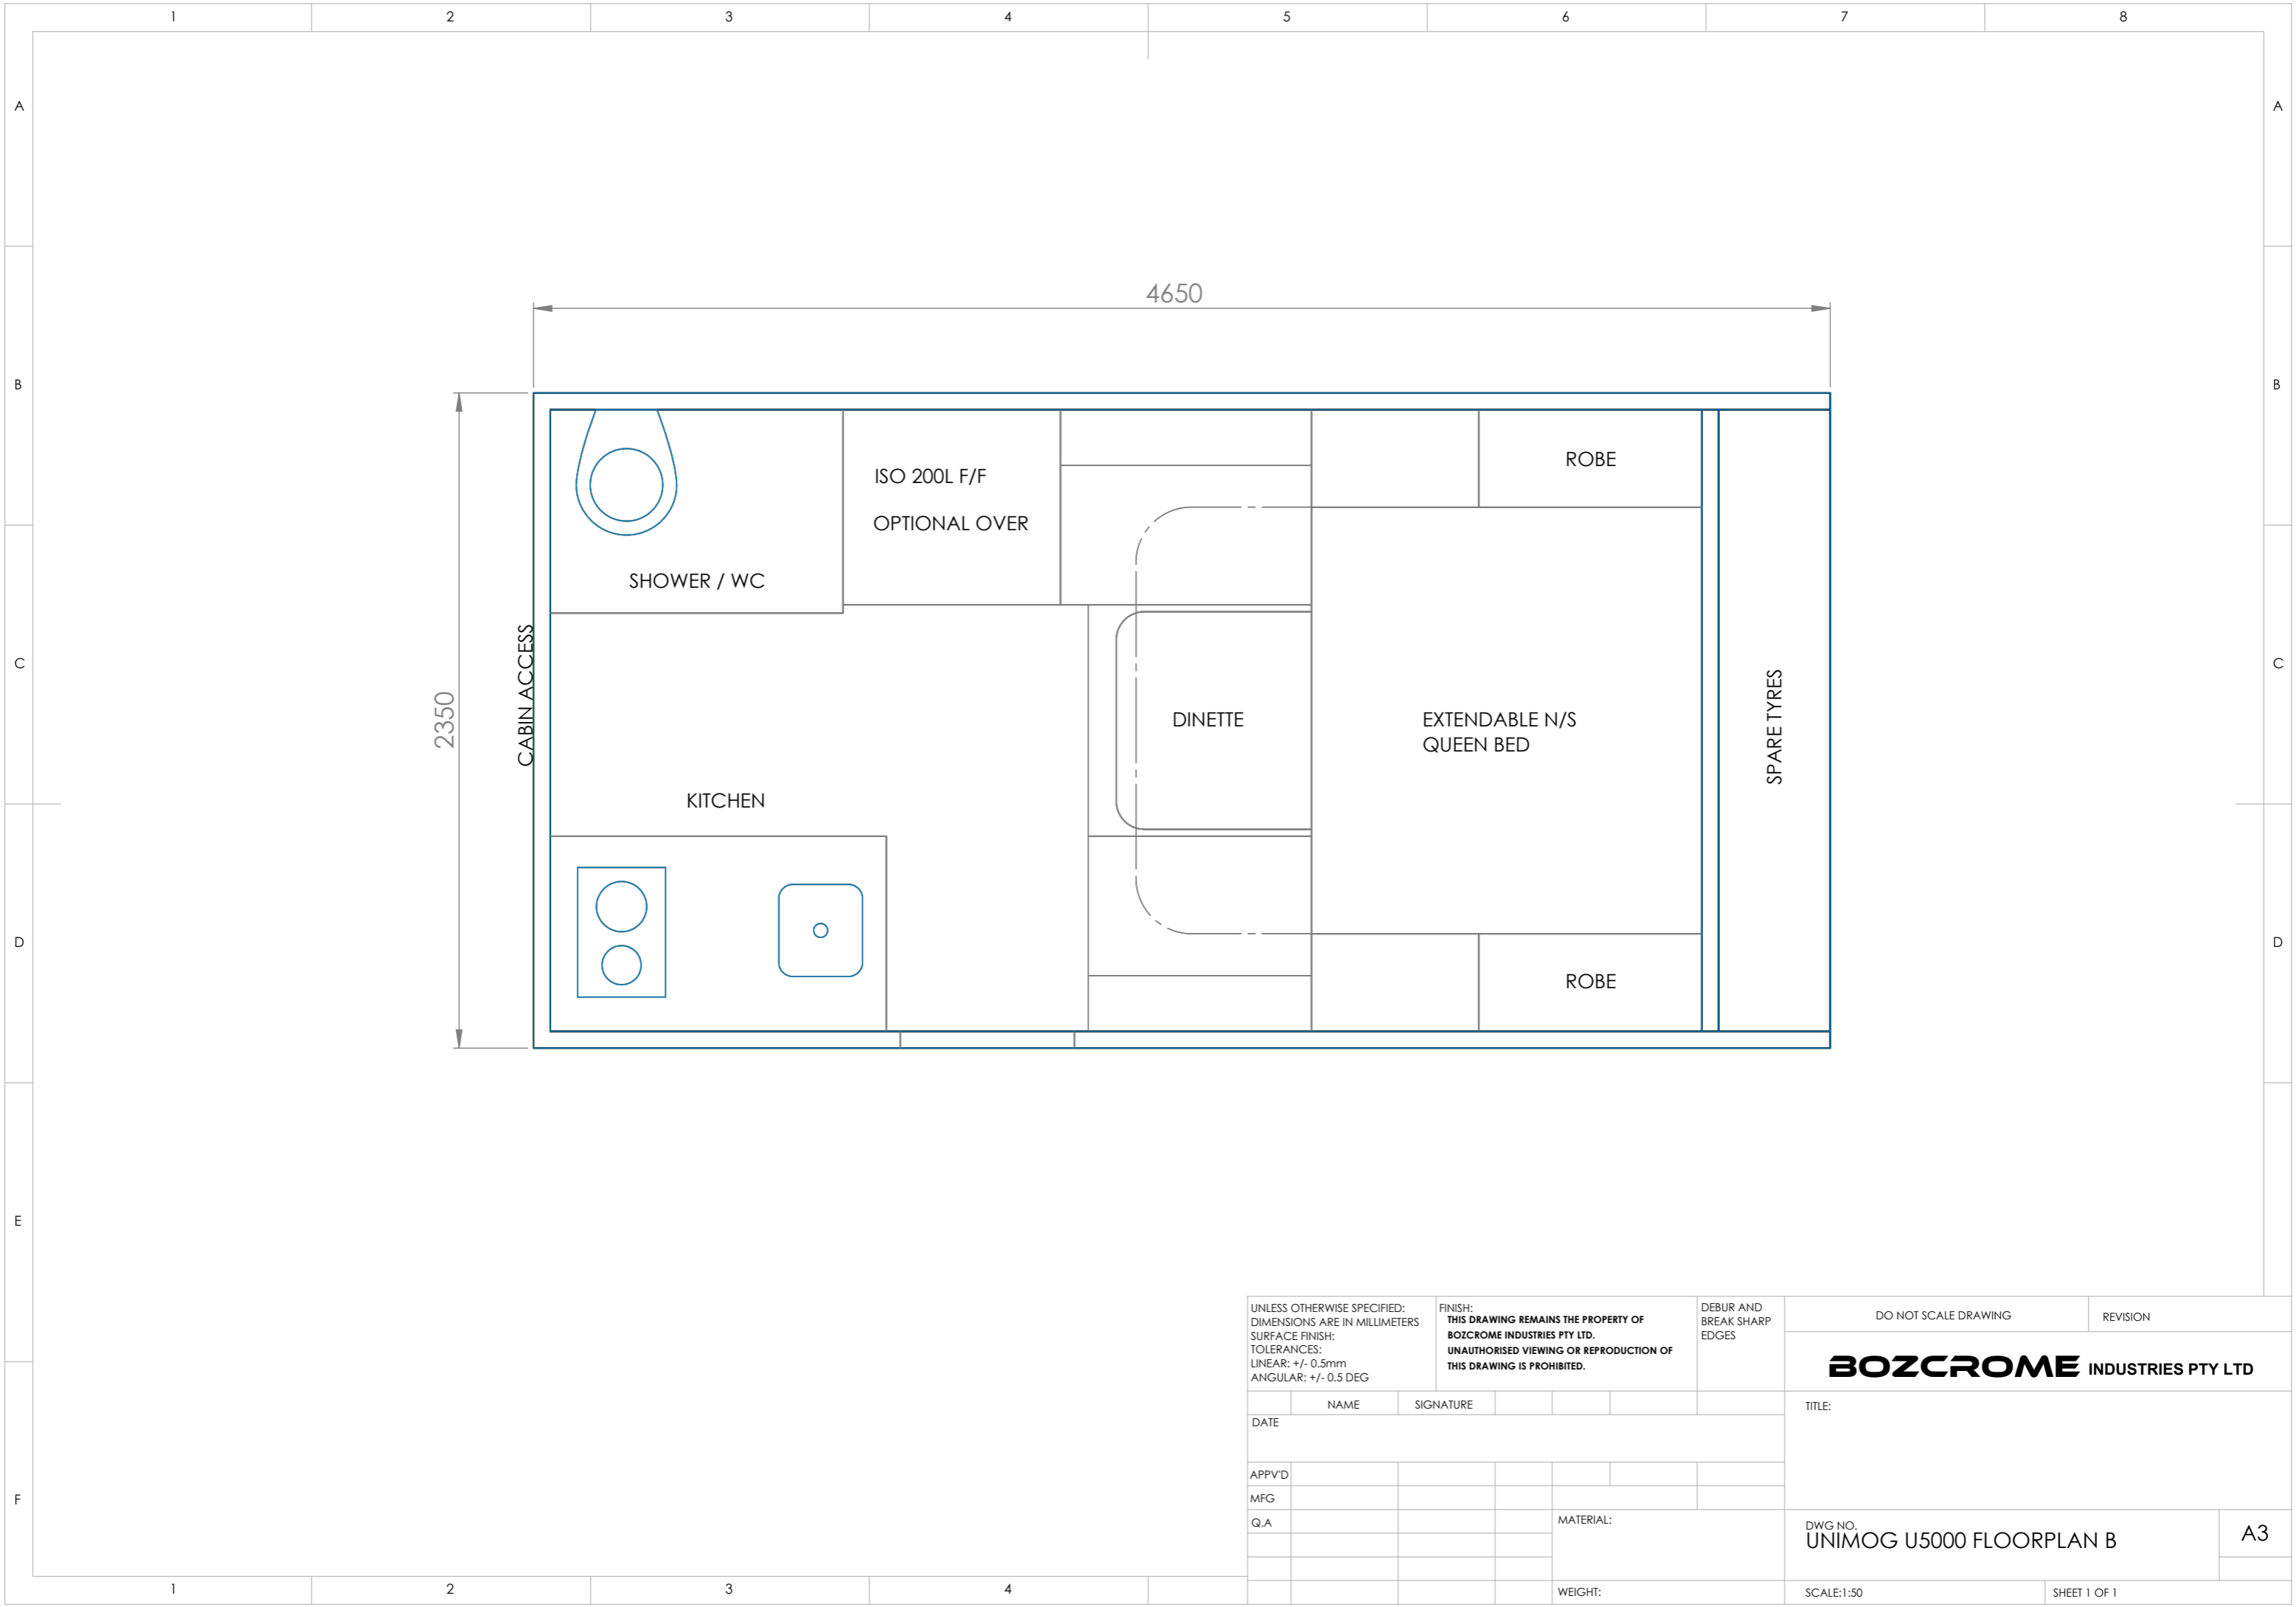 1 2 3 4 5 6 7 8
A A
B B
C C
D D
E
F
4650
2350
CABIN ACCESS
ISO 200L F/F
OPTIONAL OVER
SHOWER / WC
ROBE
KITCHEN
DINETTE
EXTENDABLE N/S
QUEEN BED
SPARE TYRES
ROBE
UNLESS OTHERWISE SPECIFIED:
DIMENSIONS ARE IN MILLIMETERS
SURFACE FINISH:
TOLERANCES:
LINEAR: +/- 0.5mm
ANGULAR: +/- 0.5 DEG
FINISH:
THIS DRAWING REMAINS THE PROPERTY OF
BOZCROME INDUSTRIES PTY LTD.
UNAUTHORISED VIEWING OR REPRODUCTION OF
THIS DRAWING IS PROHIBITED.
DEBUR AND
BREAK SHARP
EDGES
DO NOT SCALE DRAWING
REVISION
BOZCROME INDUSTRIES PTY LTD
NAME SIGNATURE
DATE
APPV'D
MFG
Q.A
TITLE:
MATERIAL:
DWG NO.
UNIMOG U5000 FLOORPLAN B
A3
WEIGHT:
SCALE:1:50
SHEET 1 OF 1
1 2 3 4